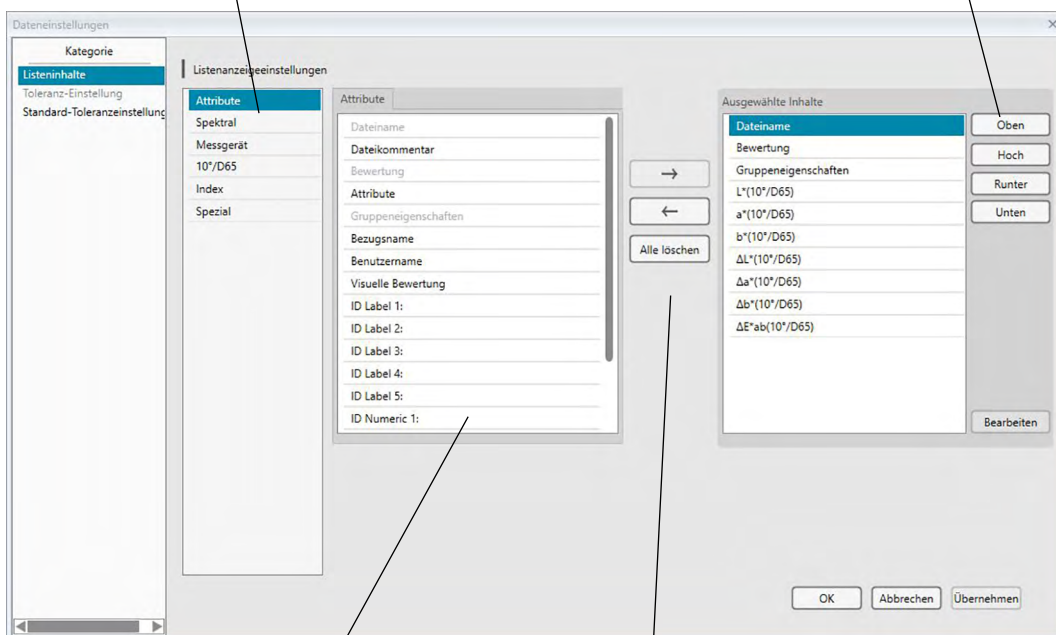 Dateneinstellungen
Kategorie
Listeninhalte
Toleranz-Einstellung
Standard-Toleranzeinstellung
Listenanzeigeeinstellungen
Attribute
Spektral
Messgerät
10°/D65
Index
Spezial
Attribute
Dateiname
Dateikommentar
Bewertung
Attribute
Gruppeneigenschaften
Bezugsname
Benutzername
Visuelle Bewertung
ID Label 1:
ID Label 2:
ID Label 3:
ID Label 4:
ID Label 5:
ID Numeric 1:
→
←
Alle löschen
Ausgewählte Inhalte
Dateiname
Bewertung
Gruppeneigenschaften
L*(10°/D65)
a*(10°/D65)
b*(10°/D65)
ΔL*(10°/D65)
Δa*(10°/D65)
Δb*(10°/D65)
ΔE*ab(10°/D65)
Oben
Hoch
Runter
Unten
Bearbeiten
OK
Abbrechen
Übernehmen